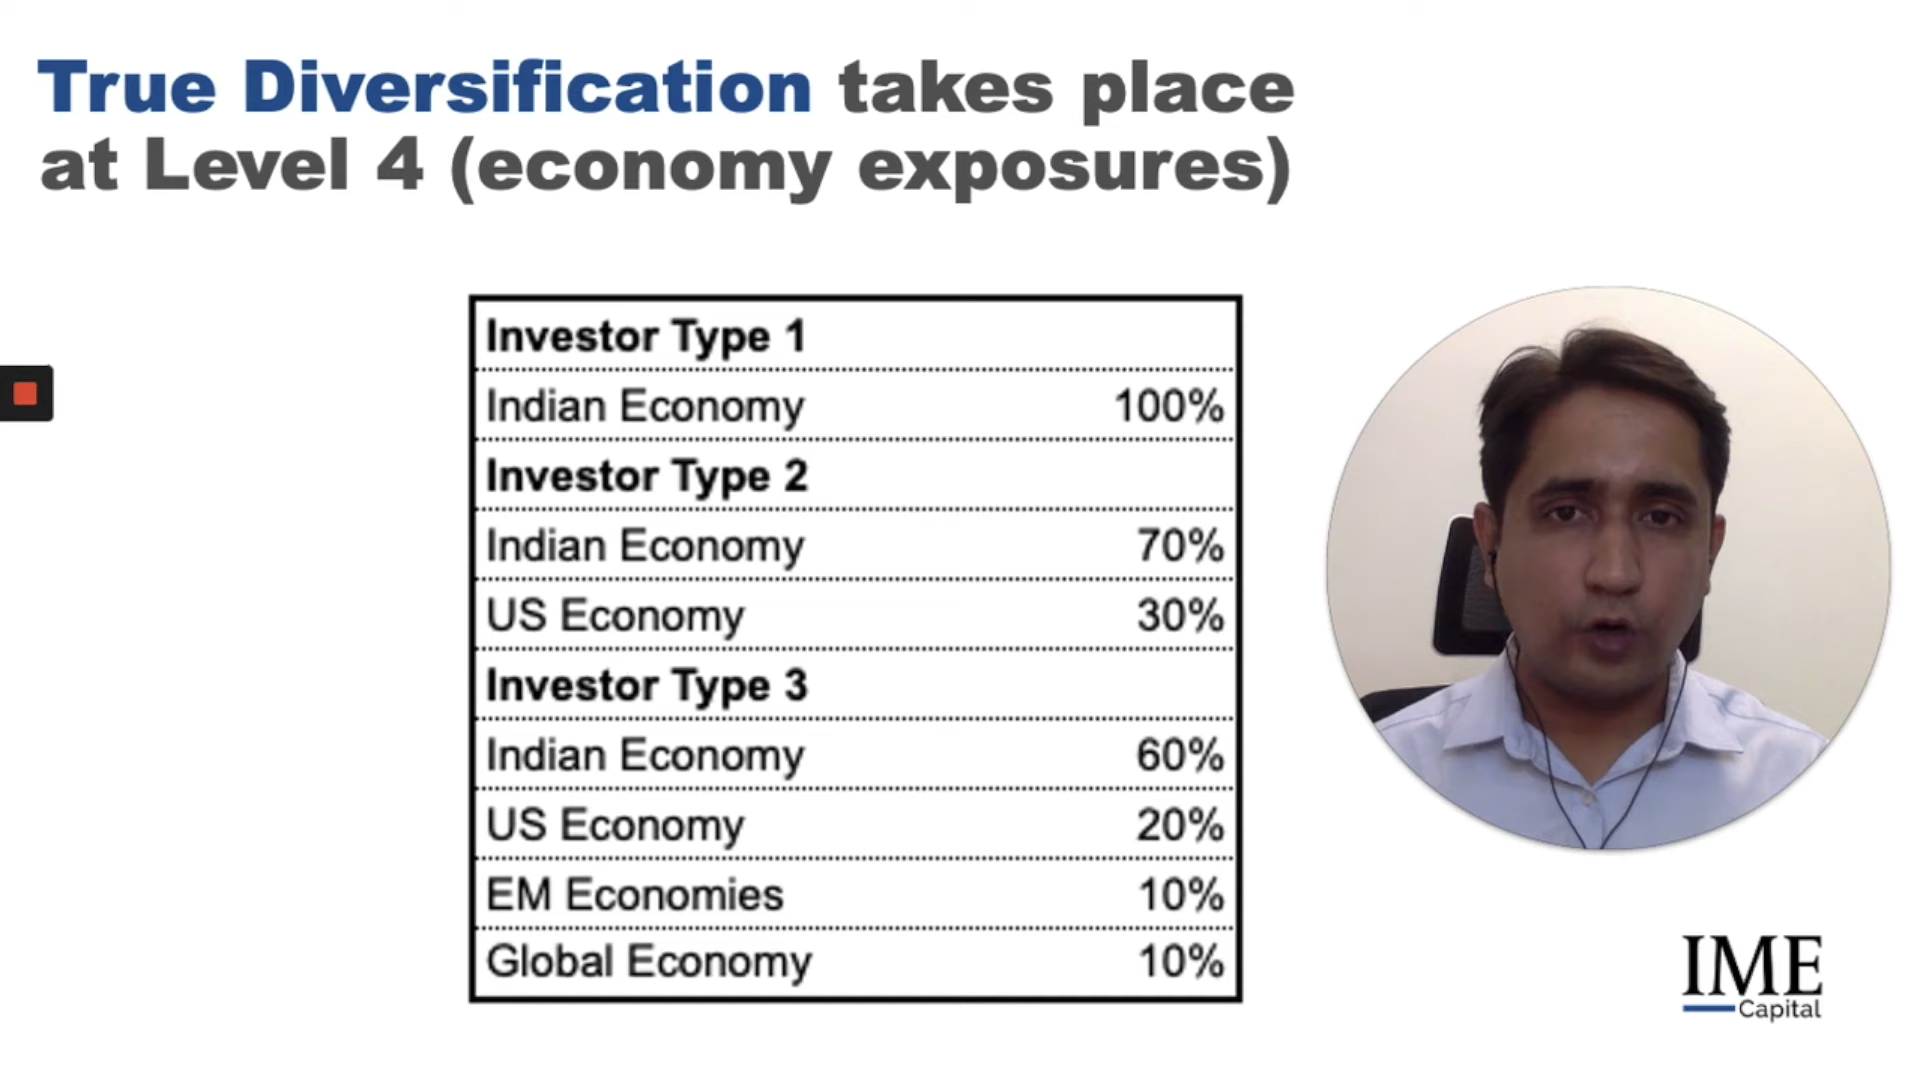 True Diversification takes place
at Level 4 (economy exposures)
Investor Type 1
Indian Economy 100%
Investor Type 2
Indian Economy 70%
US Economy 30%
Investor Type 3
Indian Economy 60%
US Economy 20%
EM Economies 10%
Global Economy 10%
IME
Capital